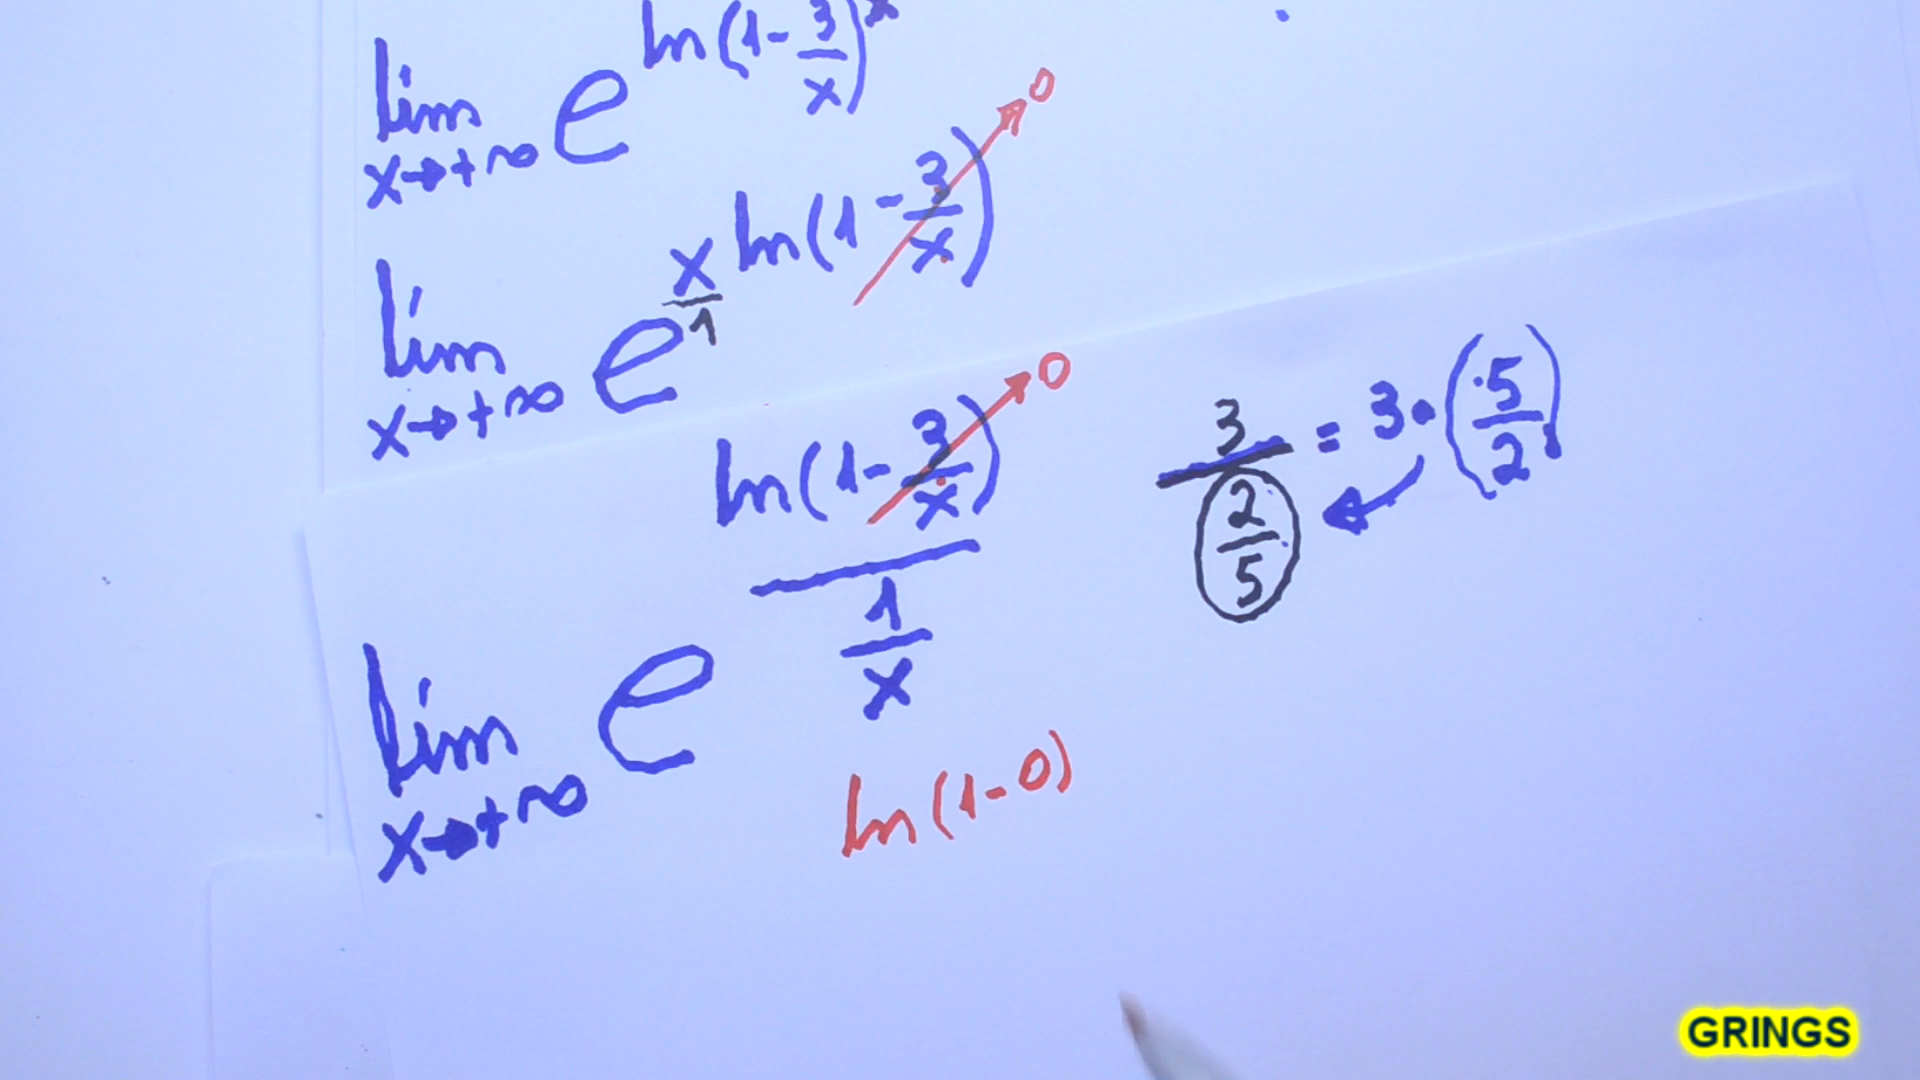 lim x→+∞ e^{ln(1-3/x)^x}
lim x→+∞ e^{x/1 ln(1-3/x)} 0
lim x→+∞ e^{ln(1-3/x)/(1/x)} 0
3/(2/5) = 3·(5/2)
ln(1-0)
GRINGS